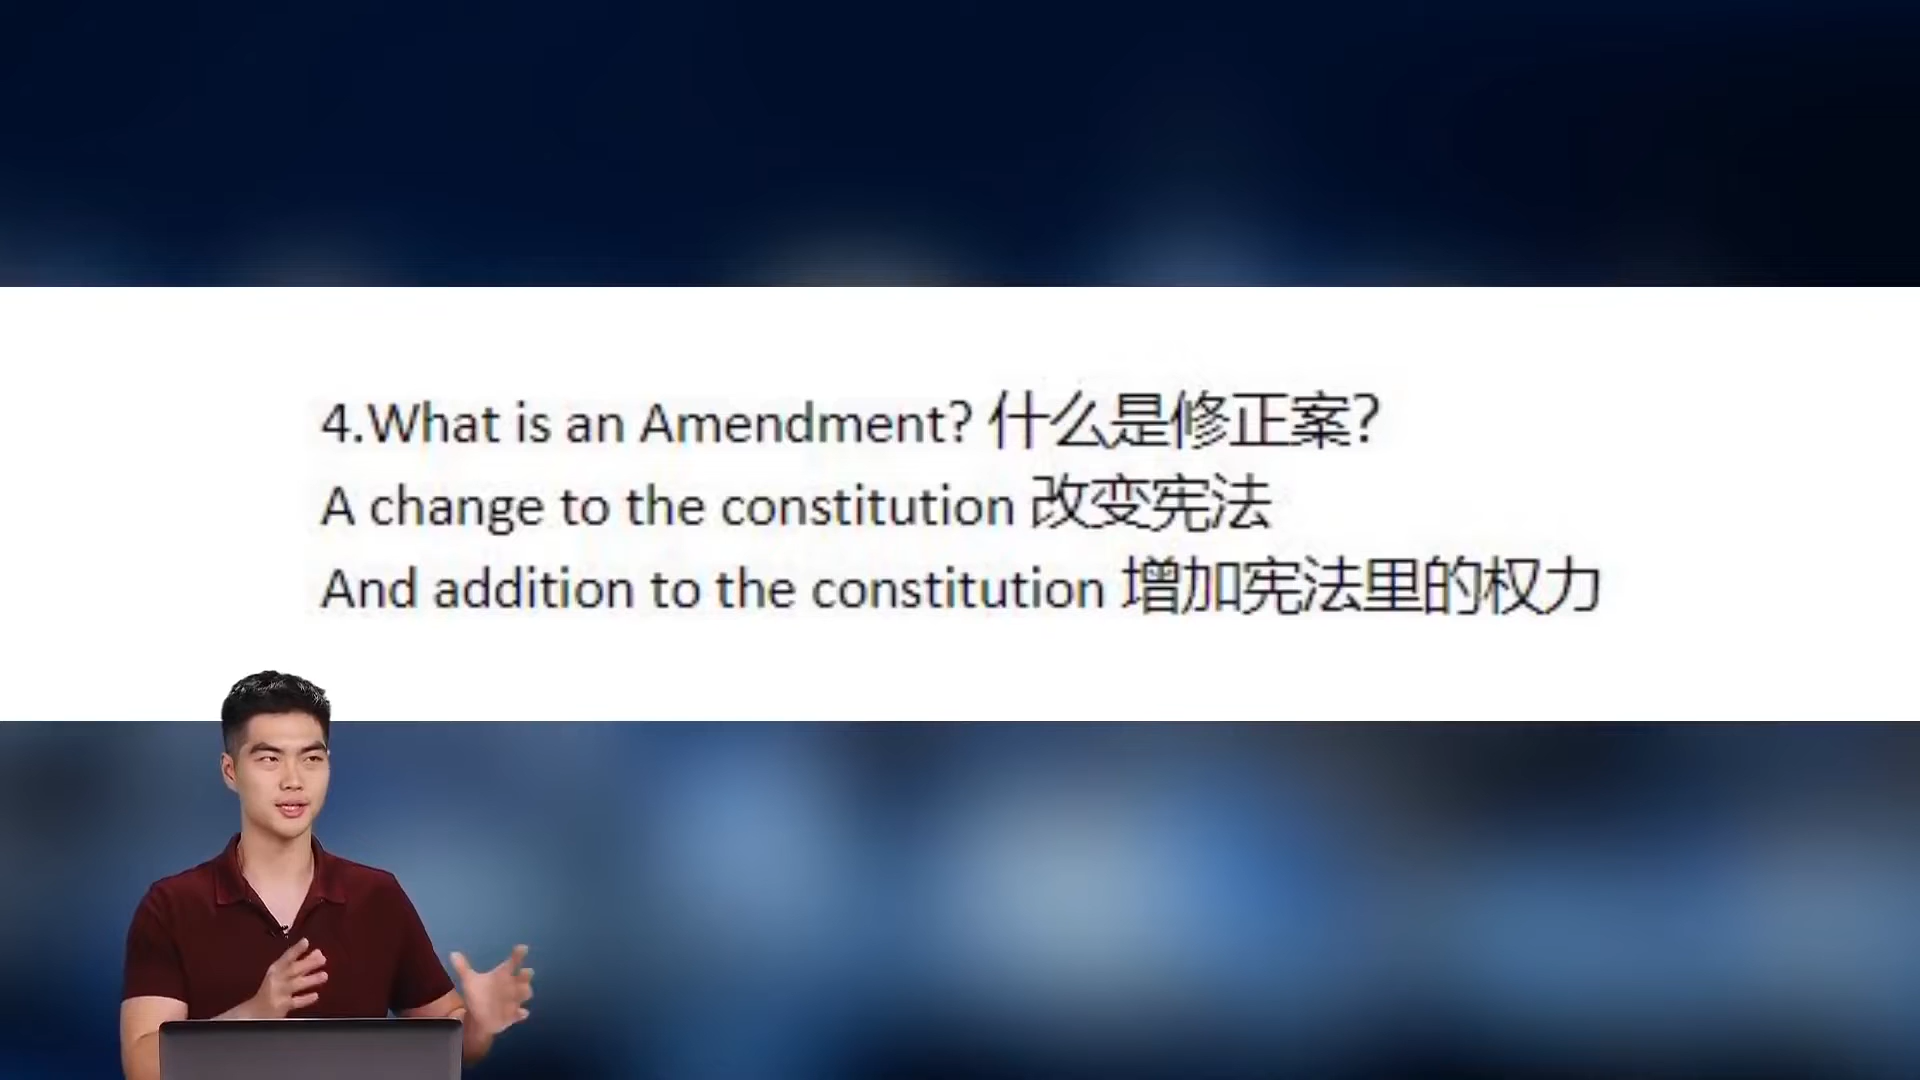 4.What is an Amendment? 什么是修正案?
A change to the constitution 改变宪法
And addition to the constitution 增加宪法里的权力